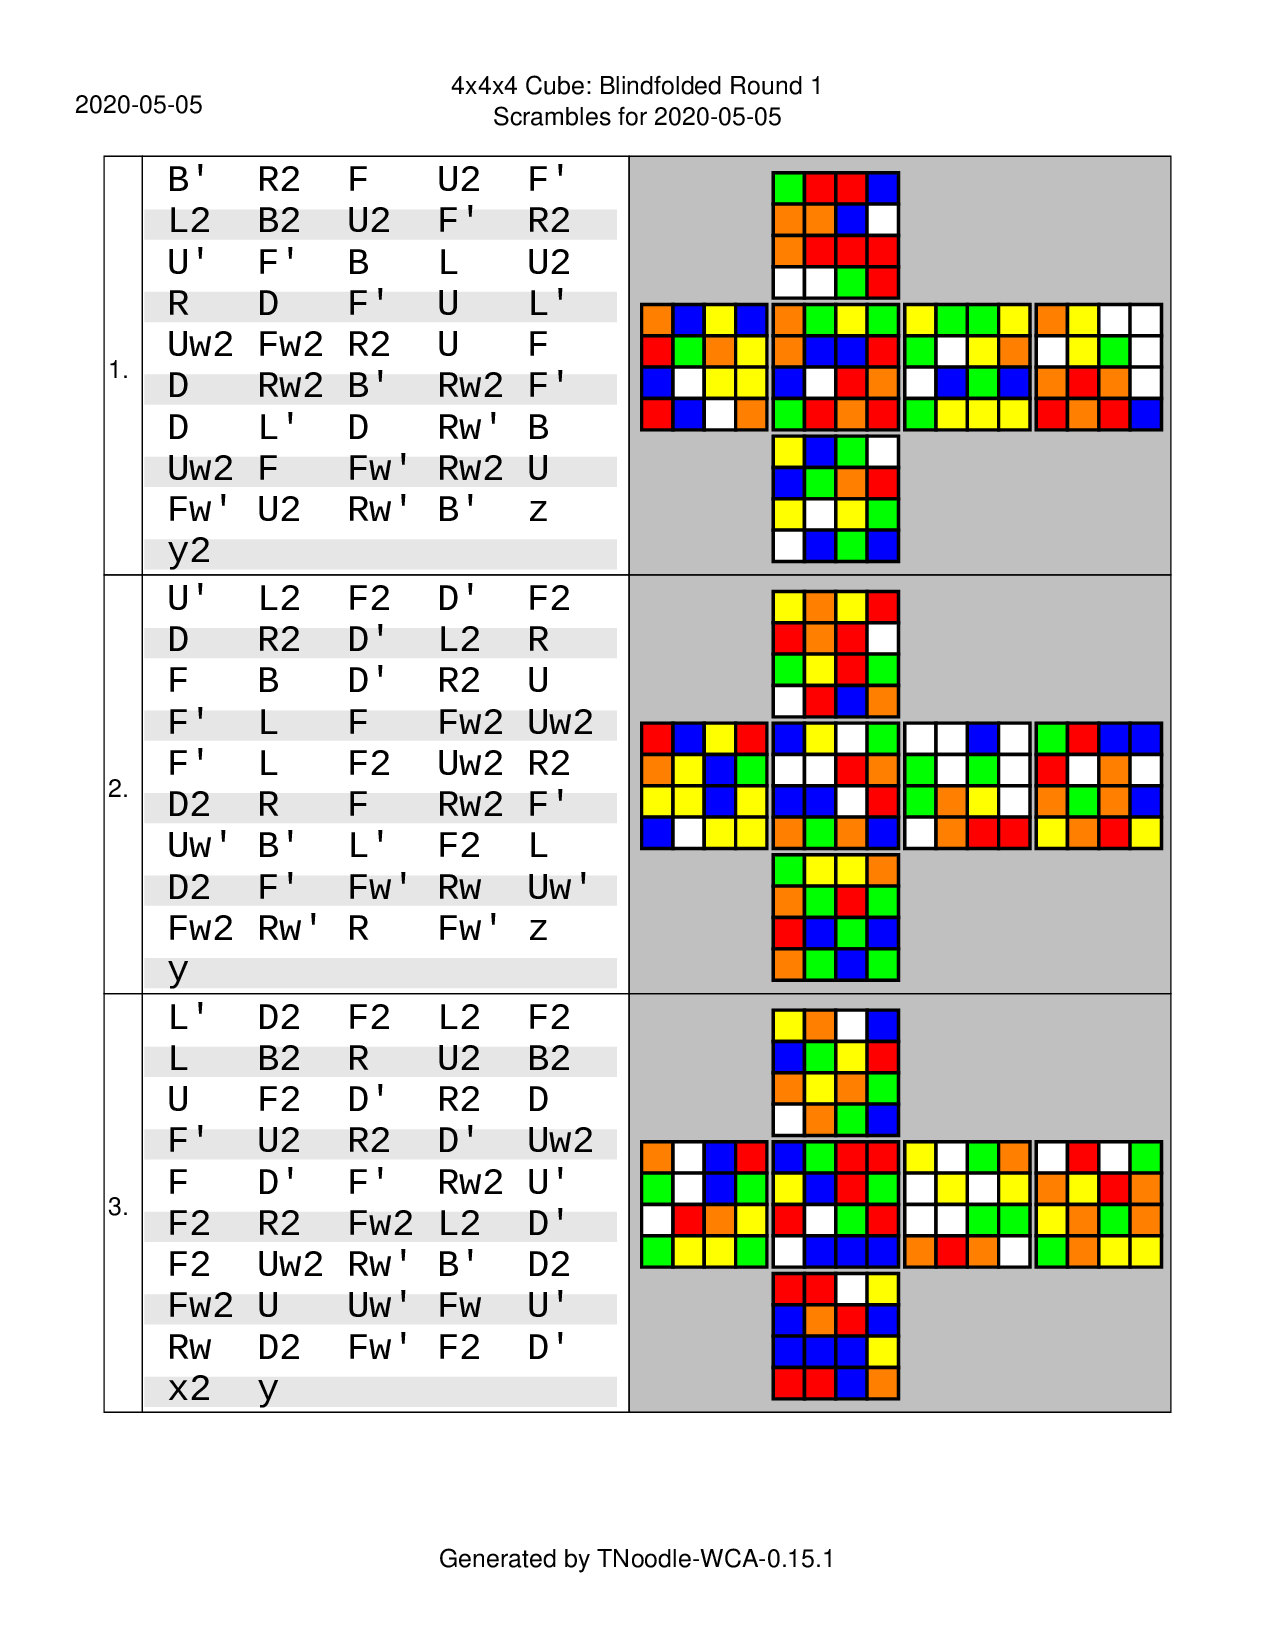 2020-05-05
4x4x4 Cube: Blindfolded Round 1
Scrambles for 2020-05-05
1.
B' R2 F U2 F'
L2 B2 U2 F' R2
U' F' B L U2
R D F' U L'
Uw2 Fw2 R2 U F
D Rw2 B' Rw2 F'
D L' D Rw' B
Uw2 F Fw' Rw2 U
Fw' U2 Rw' B' z
y2
2.
U' L2 F2 D' F2
D R2 D' L2 R
F B D' R2 U
F' L F Fw2 Uw2
F' L F2 Uw2 R2
D2 R F Rw2 F'
Uw' B' L' F2 L
D2 F' Fw' Rw Uw'
Fw2 Rw' R Fw' z
y
3.
L' D2 F2 L2 F2
L B2 R U2 B2
U F2 D' R2 D
F' U2 R2 D' Uw2
F D' F' Rw2 U'
F2 R2 Fw2 L2 D'
F2 Uw2 Rw' B' D2
Fw2 U Uw' Fw U'
Rw D2 Fw' F2 D'
x2 y
Generated by TNoodle-WCA-0.15.1